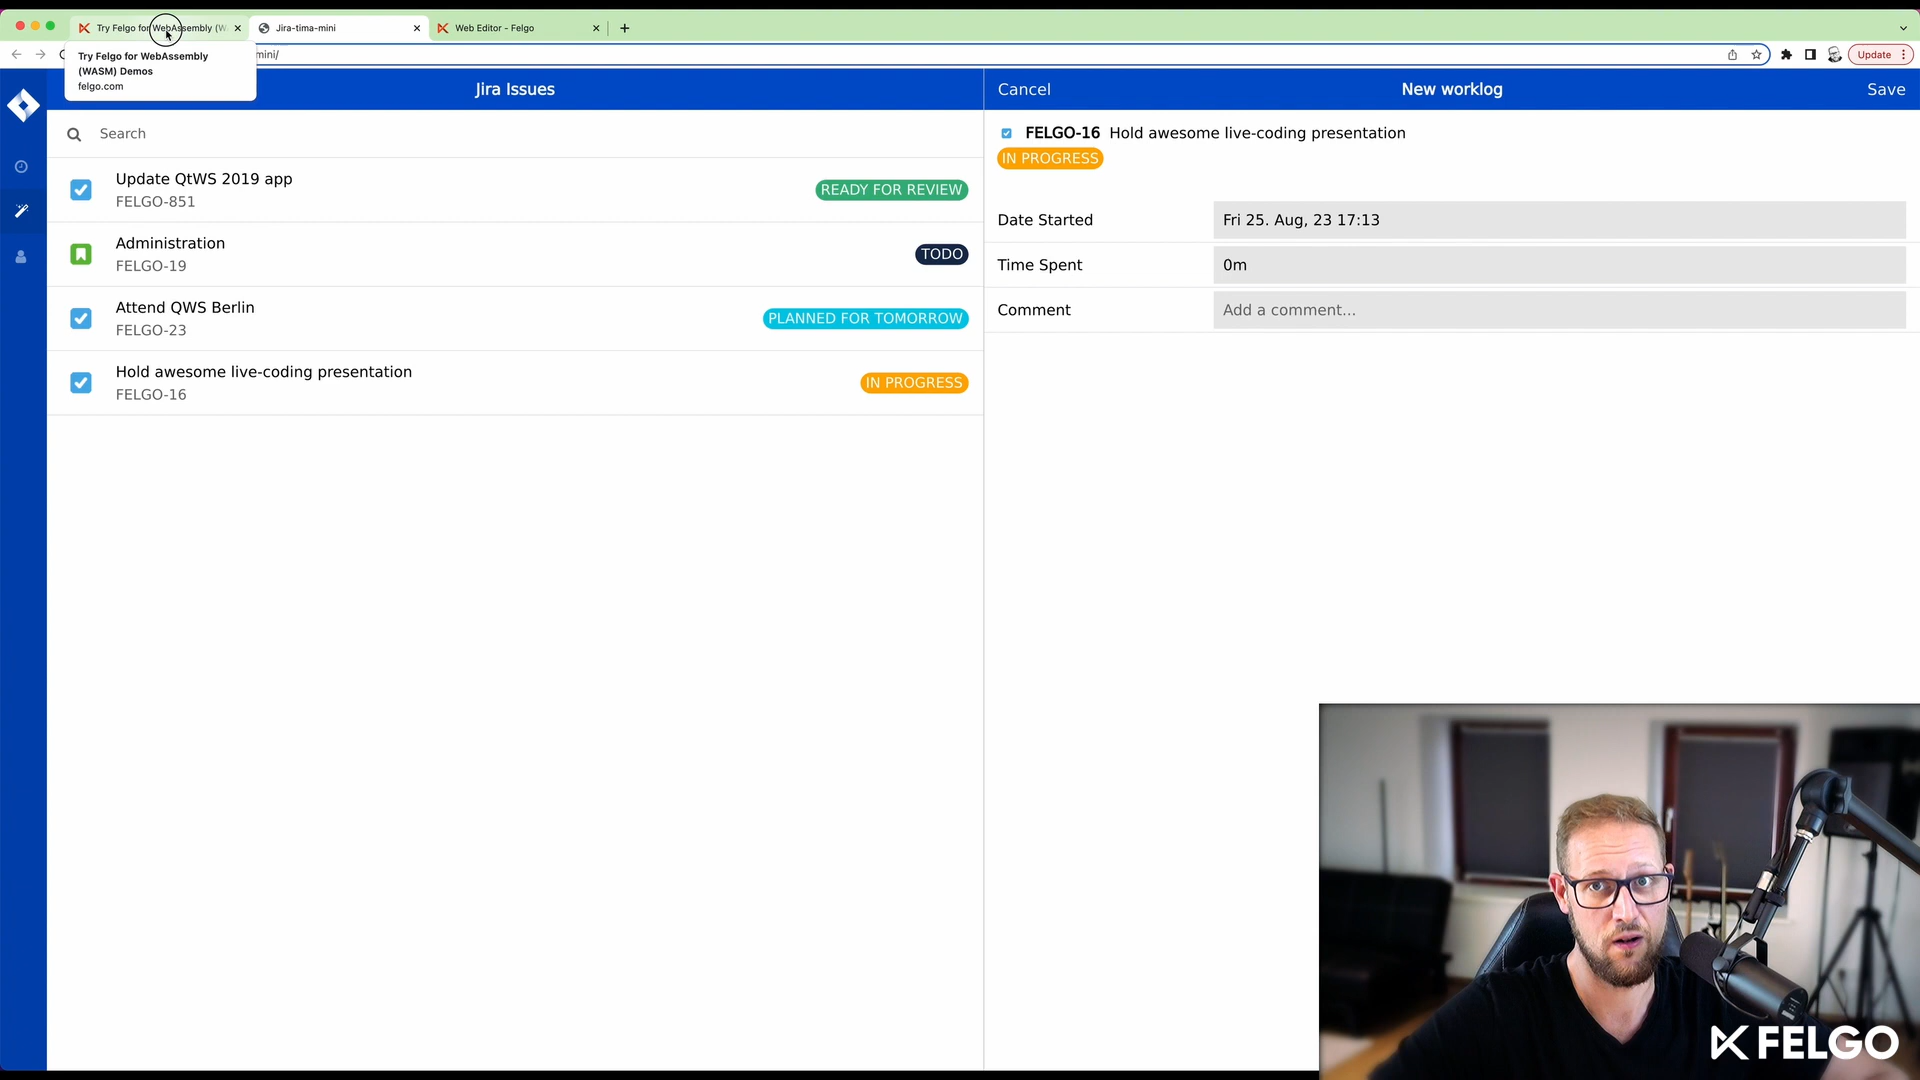 Try Felgo for WebAssembly (W
Jira-tima-mini
Web Editor - Felgo
Try Felgo for WebAssembly
(WASM) Demos
felgo.com
mini/
Update
Jira Issues
Cancel
New worklog
Save
Search
Update QtWS 2019 app
FELGO-851
READY FOR REVIEW
Administration
FELGO-19
TODO
Attend QWS Berlin
FELGO-23
PLANNED FOR TOMORROW
Hold awesome live-coding presentation
FELGO-16
IN PROGRESS
FELGO-16 Hold awesome live-coding presentation
IN PROGRESS
Date Started
Fri 25. Aug, 23 17:13
Time Spent
0m
Comment
Add a comment...
FELGO